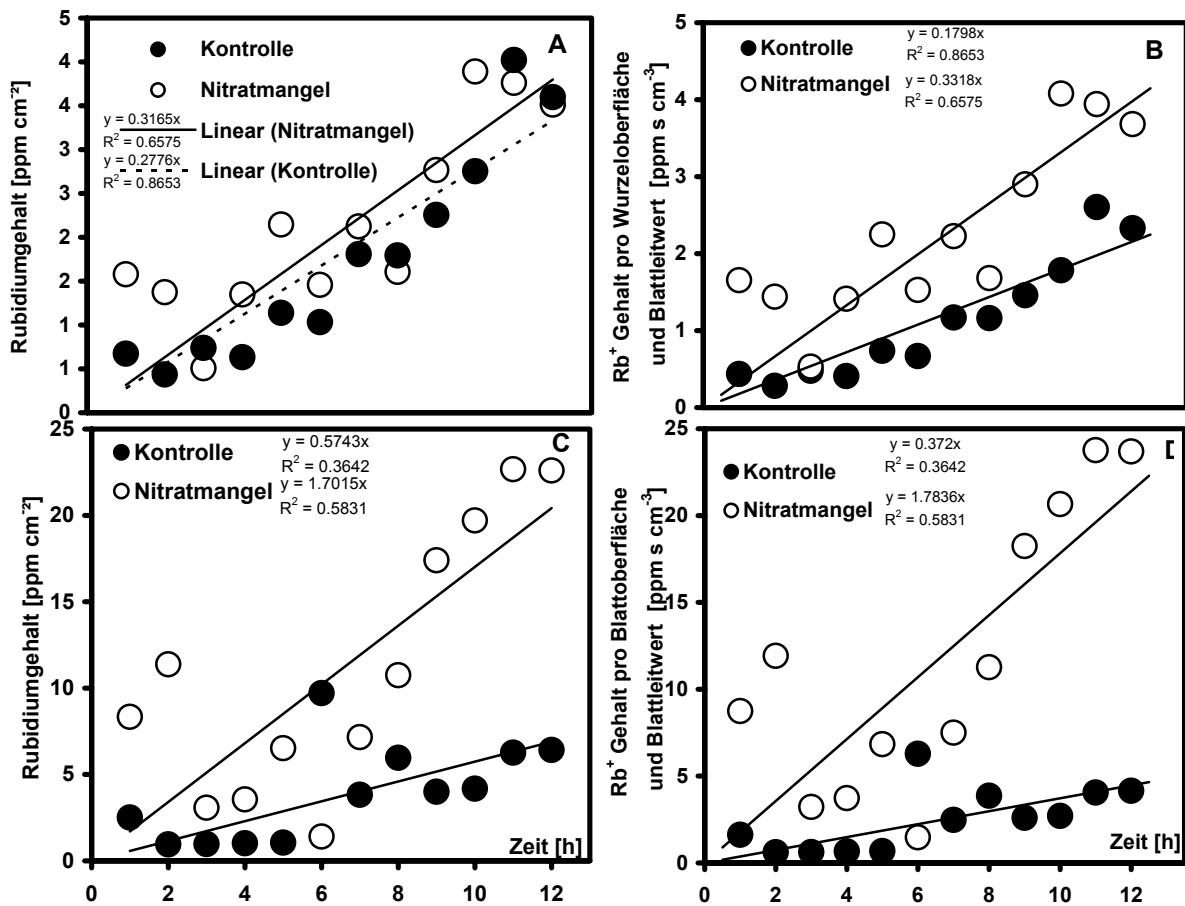 A
Rubidiumgehalt [ppm cm⁻²]
5
4
4
3
3
2
2
1
1
0
Kontrolle
Nitratmangel
y = 0.3165x
R² = 0.6575
Linear (Nitratmangel)
y = 0.2776x
R² = 0.8653
Linear (Kontrolle)
B
Rb⁺ Gehalt pro Wurzeloberfläche
und Blattleitwert [ppm s cm⁻³)
5
4
3
2
1
0
Kontrolle
y = 0.1798x
R² = 0.8653
Nitratmangel
y = 0.3318x
R² = 0.6575
C
Rubidiumgehalt [ppm cm⁻²]
25
20
15
10
5
0
Kontrolle
y = 0.5743x
R² = 0.3642
Nitratmangel
y = 1.7015x
R² = 0.5831
Zeit [h]
0 2 4 6 8 10 12
Rb⁺ Gehalt pro Blattoberfläche
und Blattleitwert [ppm s cm⁻³)
25
20
15
10
5
0
Kontrolle
y = 0.372x
R² = 0.3642
Nitratmangel
y = 1.7836x
R² = 0.5831
Zeit [h]
0 2 4 6 8 10 12